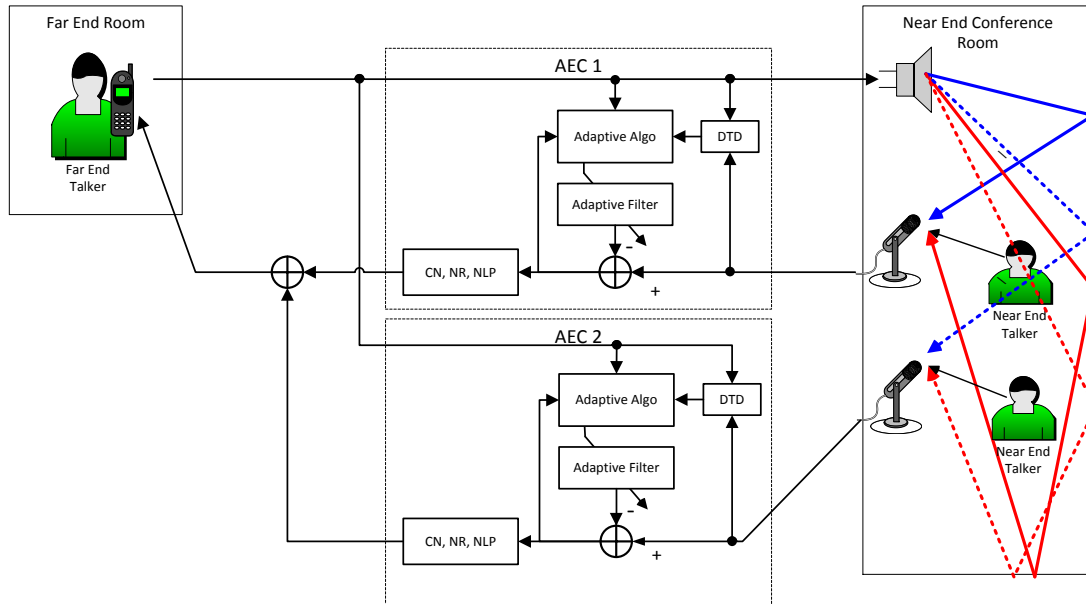 Far End Room
Far End
Talker
AEC 1
Adaptive Algo
DTD
Adaptive Filter
-
CN, NR, NLP
+
AEC 2
Adaptive Algo
DTD
Adaptive Filter
-
CN, NR, NLP
+
Near End Conference
Room
Near End
Talker
Near End
Talker